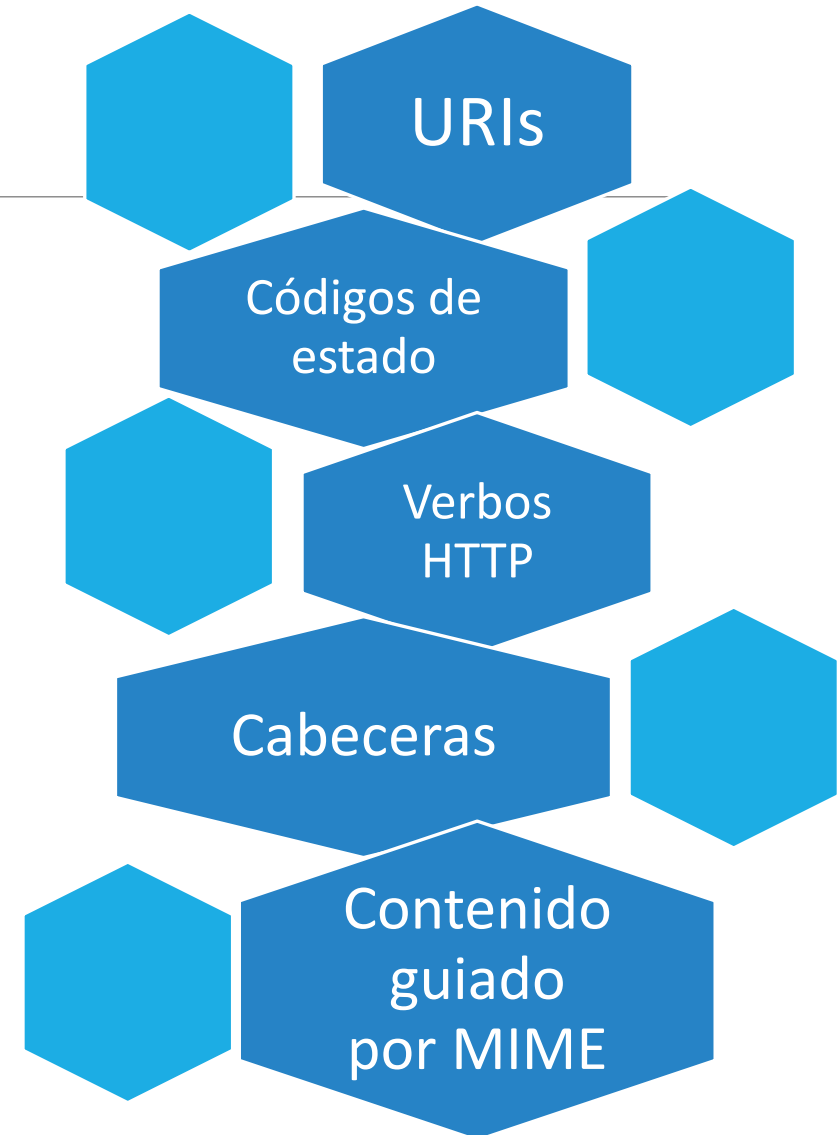 URIs
Códigos de
estado
Verbos
HTTP
Cabeceras
Contenido
guiado
por MIME